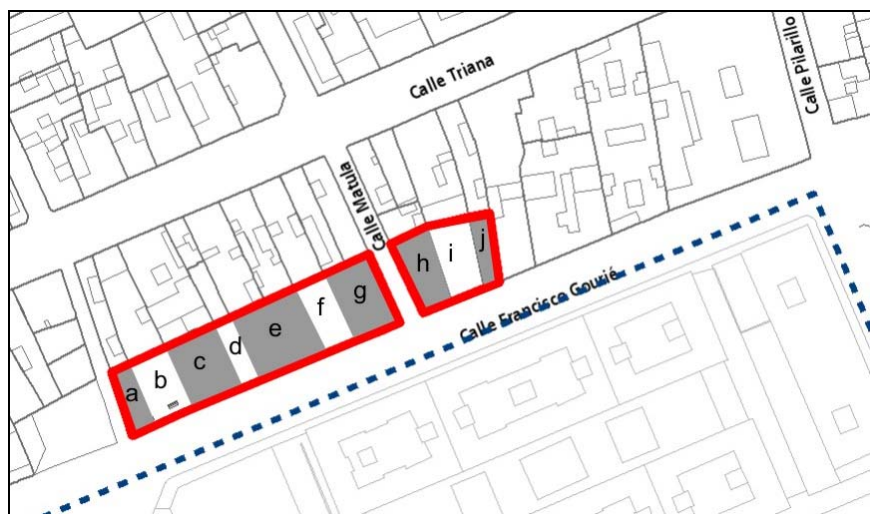 Calle Triana
Calle Pilarillo
Calle Matula
Calle Francisco Gourié
a
b
c
d
e
f
g
h
i
j